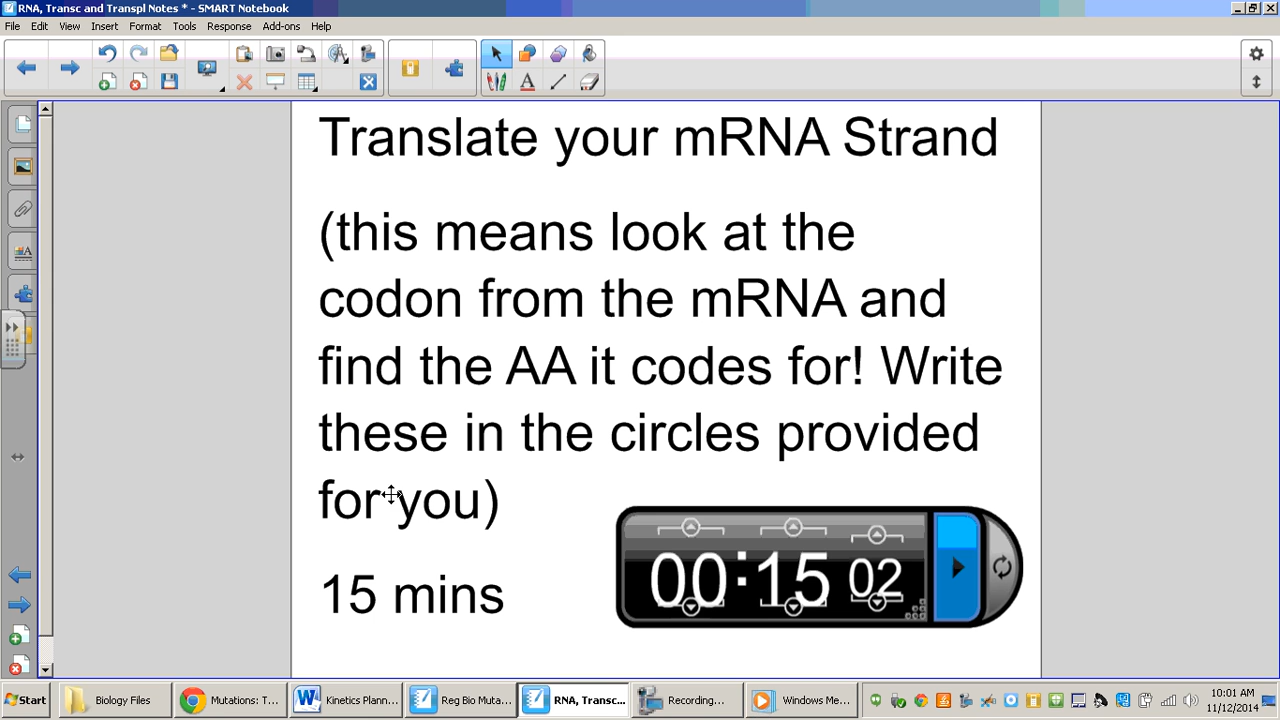 RNA, Transc and Transpl Notes * - SMART Notebook
File Edit View Insert Format Tools Response Add-ons Help
Translate your mRNA Strand
(this means look at the
codon from the mRNA and
find the AA it codes for! Write
these in the circles provided
for you)
00:15 02
15 mins
Start Biology Files Mutations: T... Kinetics Plann... Reg Bio Muta... RNA, Transc... Recording... Windows Me... 10:01 AM
11/12/2014